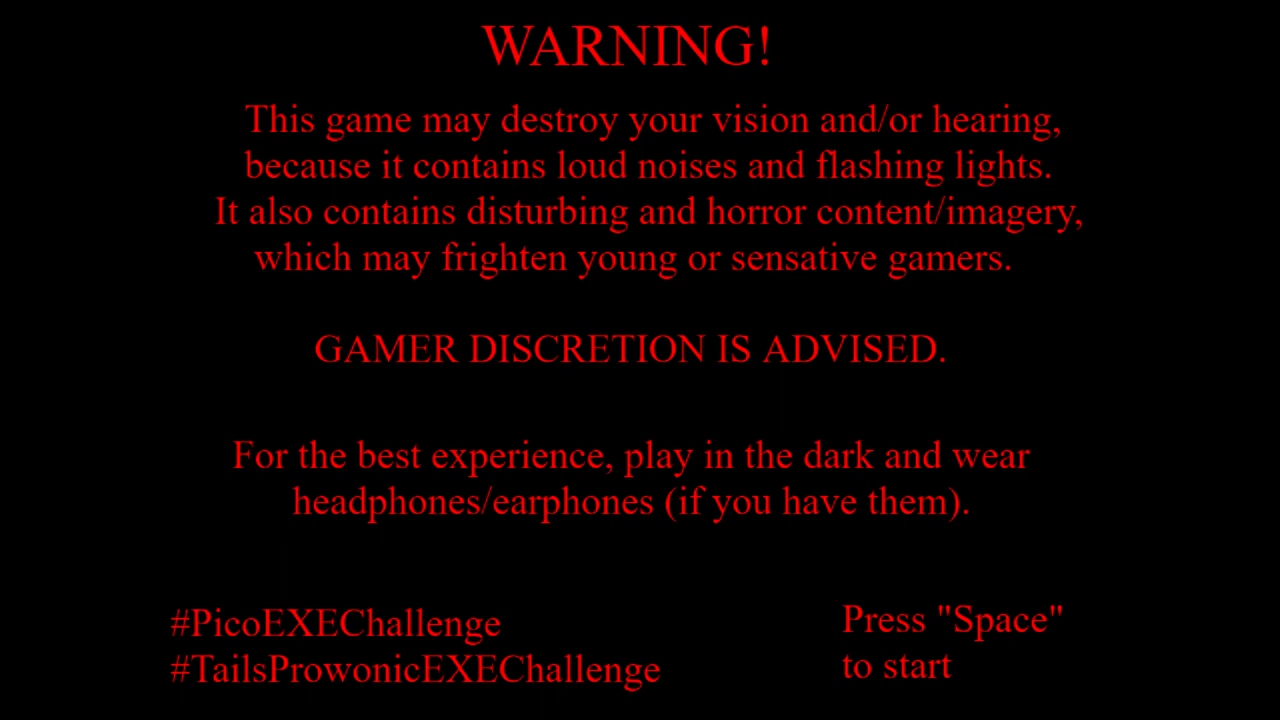 WARNING!
This game may destroy your vision and/or hearing,
because it contains loud noises and flashing lights.
It also contains disturbing and horror content/imagery,
which may frighten young or sensative gamers.
GAMER DISCRETION IS ADVISED.
For the best experience, play in the dark and wear
headphones/earphones (if you have them).
#PicoEXEChallenge
#TailsProwonicEXEChallenge
Press "Space"
to start